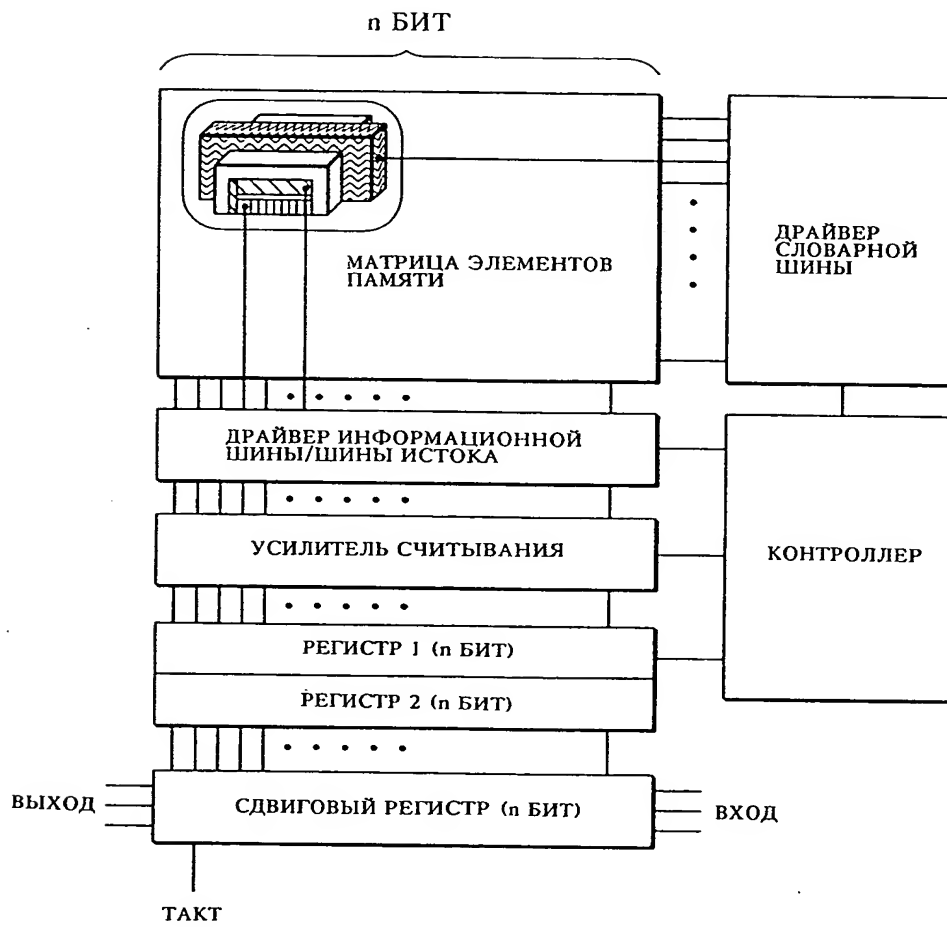 n БИТ
МАТРИЦА ЭЛЕМЕНТОВ
ПАМЯТИ
ДРАЙВЕР
СЛОВАРНОЙ
ШИНЫ
ДРАЙВЕР ИНФОРМАЦИОННОЙ
ШИНЫ/ШИНЫ ИСТОКА
УСИЛИТЕЛЬ СЧИТЫВАНИЯ
КОНТРОЛЛЕР
РЕГИСТР 1 (n БИТ)
РЕГИСТР 2 (n БИТ)
ВЫХОД
СДВИГОВЫЙ РЕГИСТР (n БИТ)
ВХОД
ТАКТ